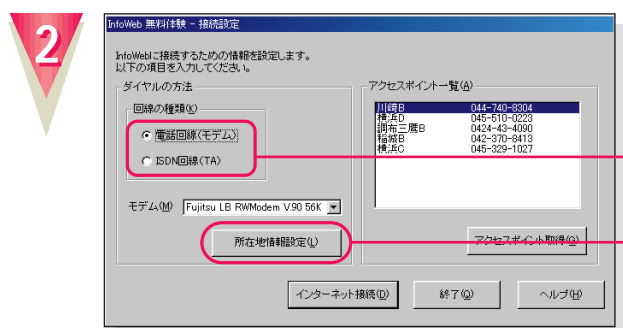 2
InfoWeb 無料体験 - 接続設定
InfoWebに接続するための情報を設定します。
以下の項目を入力してください。
ダイヤルの方法
回線の種類(K)
電話回線(モデム)
ISDN回線(TA)
モデム(M) Fujitsu LB RWModem V.90 56K
所在地情報設定(L)
アクセスポイント一覧(A)
川崎B 044-740-8304
横浜D 045-510-0223
調布三鷹B 0424-43-4090
稲城B 042-370-8413
横浜C 045-329-1027
アクセスポイント取得(G)
インターネット接続(D) 終了(Q) ヘルプ(H)